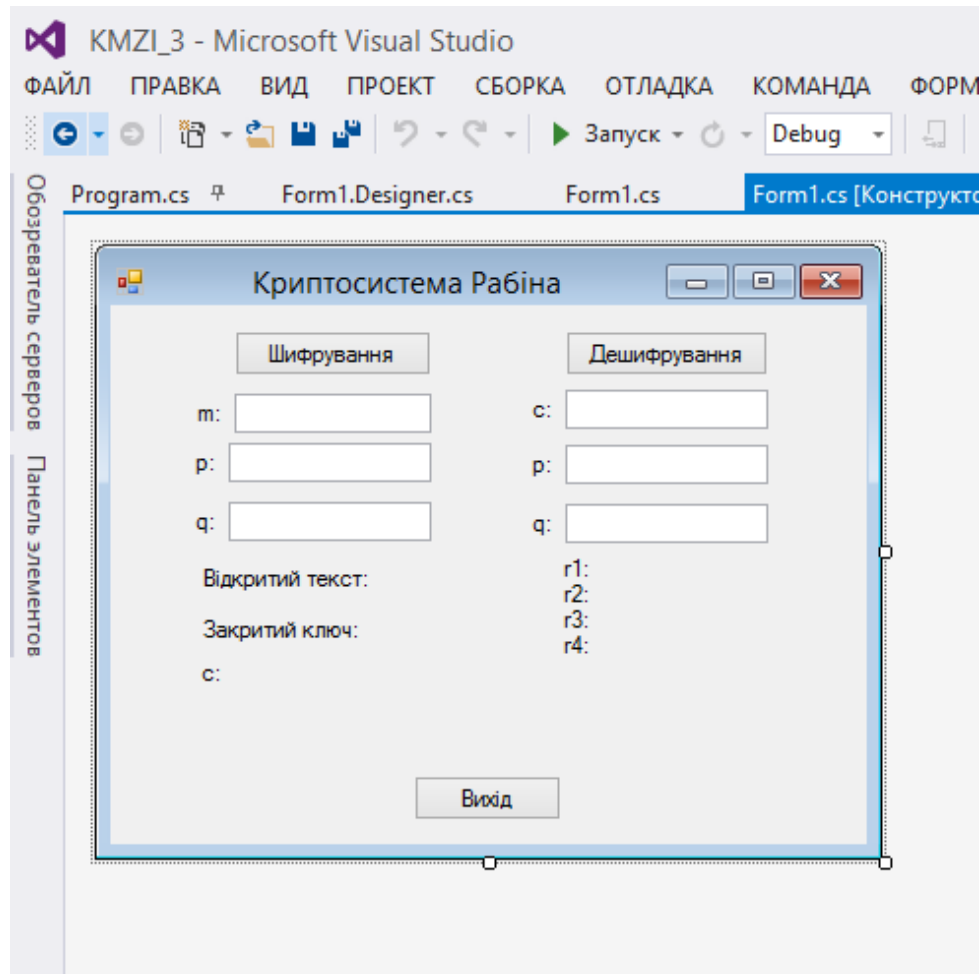 KMZI_3 - Microsoft Visual Studio
ФАЙЛ ПРАВКА ВИД ПРОЕКТ СБОРКА ОТЛАДКА КОМАНДА ФОРМ
Запуск Debug
Program.cs Form1.Designer.cs Form1.cs Form1.cs [Конструкто
Обозреватель серверов
Панель элементов
Криптосистема Рабіна
Шифрування Дешифрування
m: c:
p: p:
q: q:
Відкритий текст: r1:
r2:
Закритий ключ: r3:
r4:
c:
Вихід